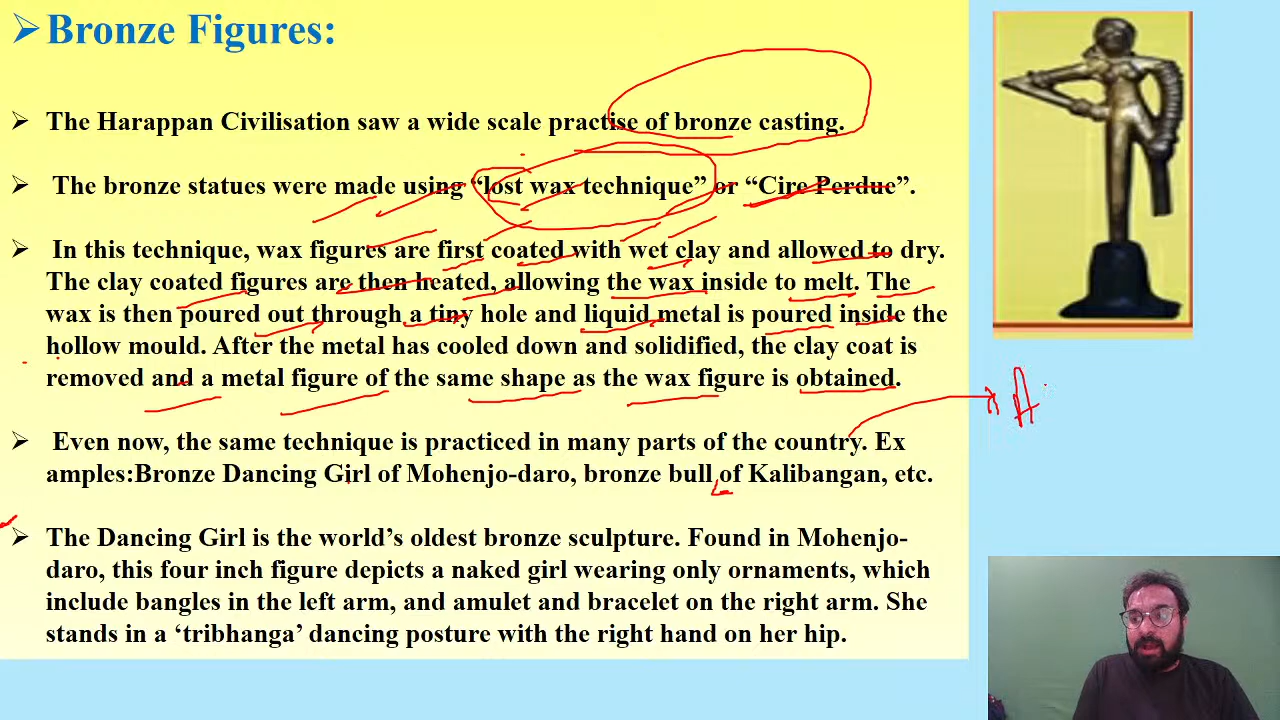 Bronze Figures:
The Harappan Civilisation saw a wide scale practise of bronze casting.
The bronze statues were made using “lost wax technique” or “Cire Perdue”.
In this technique, wax figures are first coated with wet clay and allowed to dry.
The clay coated figures are then heated, allowing the wax inside to melt. The
wax is then poured out through a tiny hole and liquid metal is poured inside the
hollow mould. After the metal has cooled down and solidified, the clay coat is
removed and a metal figure of the same shape as the wax figure is obtained.
Even now, the same technique is practiced in many parts of the country. Ex
amples:Bronze Dancing Girl of Mohenjo-daro, bronze bull of Kalibangan, etc.
A
The Dancing Girl is the world’s oldest bronze sculpture. Found in Mohenjo-
daro, this four inch figure depicts a naked girl wearing only ornaments, which
include bangles in the left arm, and amulet and bracelet on the right arm. She
stands in a ‘tribhanga’ dancing posture with the right hand on her hip.